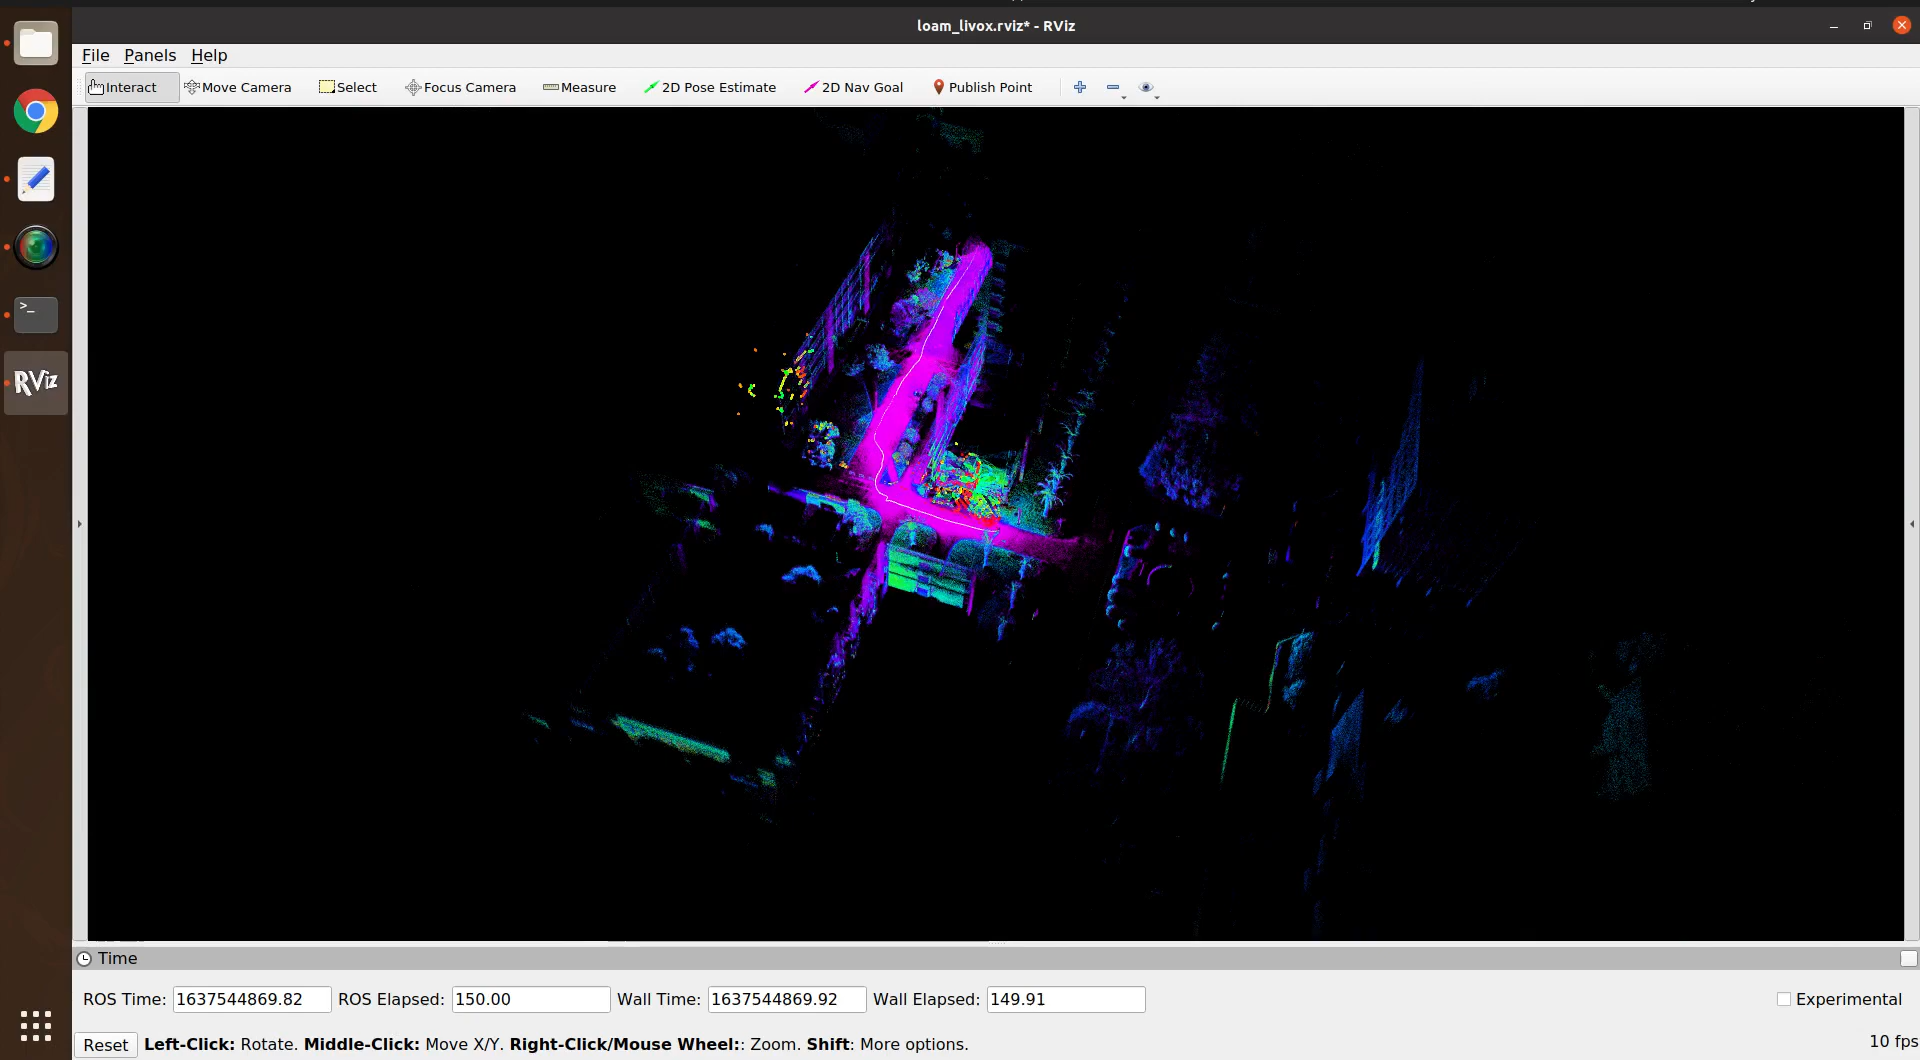 loam_livox.rviz* - RViz
File Panels Help
Interact Move Camera Select Focus Camera Measure 2D Pose Estimate 2D Nav Goal Publish Point
>_
RViz
Time
ROS Time: 1637544869.82 ROS Elapsed: 150.00 Wall Time: 1637544869.92 Wall Elapsed: 149.91 Experimental
Reset Left-Click: Rotate. Middle-Click: Move X/Y. Right-Click/Mouse Wheel:: Zoom. Shift: More options. 10 fps